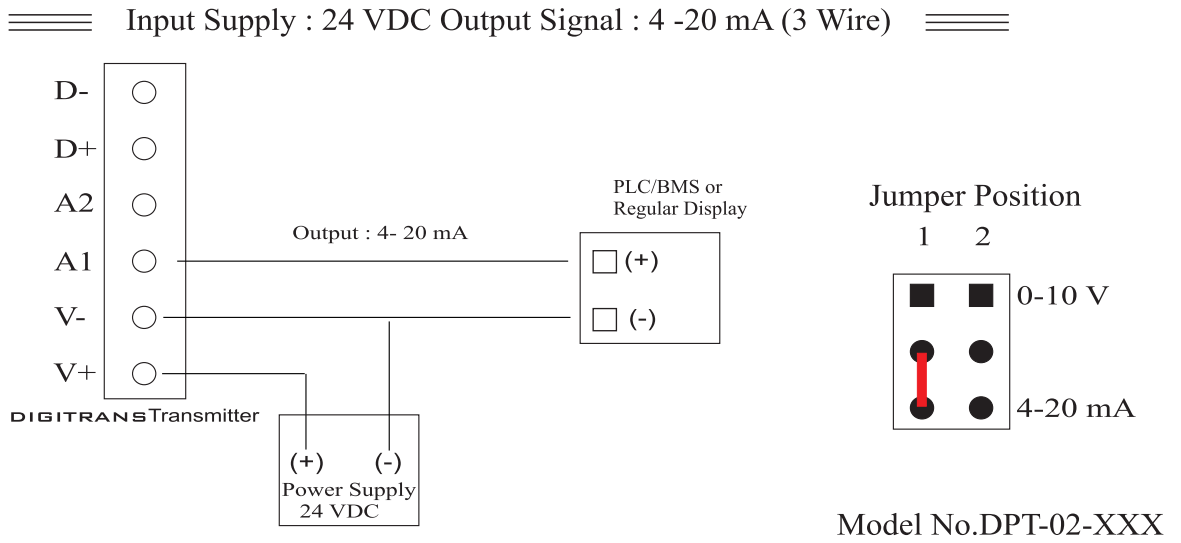 Input Supply : 24 VDC Output Signal : 4 -20 mA (3 Wire)
D-
D+
A2
A1
V-
V+
DIGITRANSTransmitter
Output : 4- 20 mA
PLC/BMS or
Regular Display
(+)
(-)
(+) (-)
Power Supply
24 VDC
Jumper Position
1 2
0-10 V
4-20 mA
Model No.DPT-02-XXX